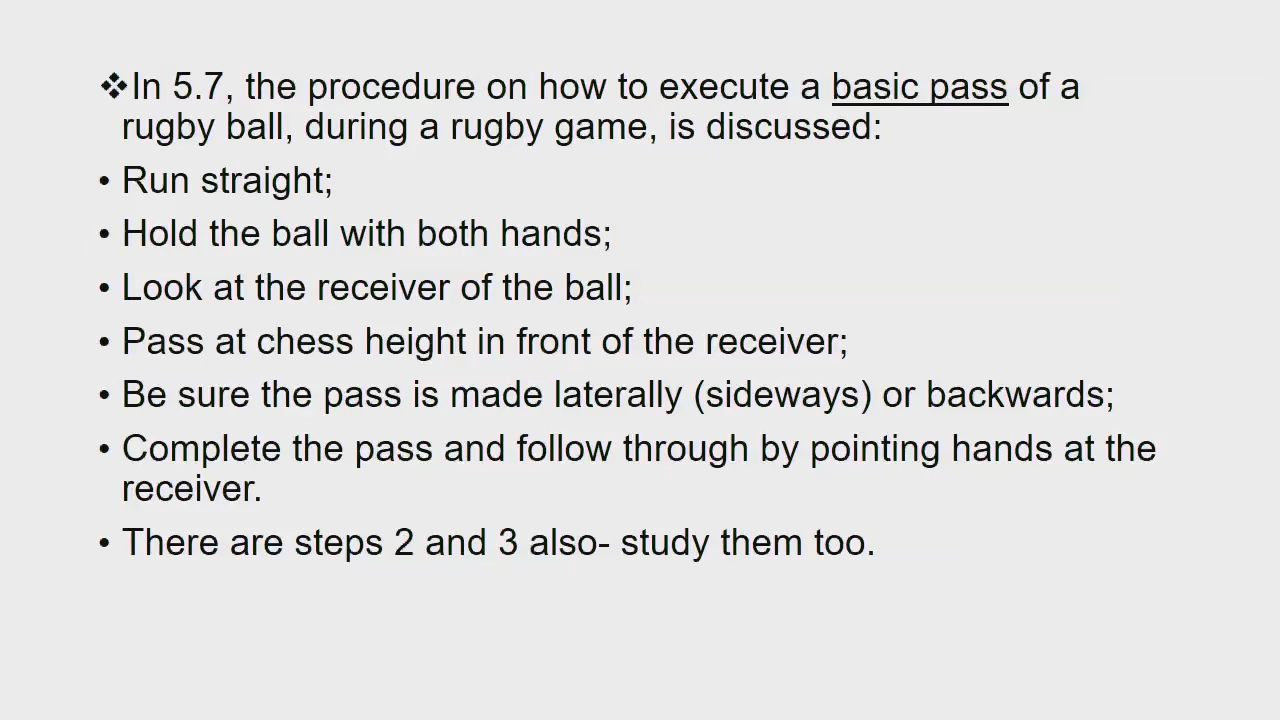 ❖In 5.7, the procedure on how to execute a basic pass of a
rugby ball, during a rugby game, is discussed:
• Run straight;
• Hold the ball with both hands;
• Look at the receiver of the ball;
• Pass at chess height in front of the receiver;
• Be sure the pass is made laterally (sideways) or backwards;
• Complete the pass and follow through by pointing hands at the
receiver.
• There are steps 2 and 3 also- study them too.